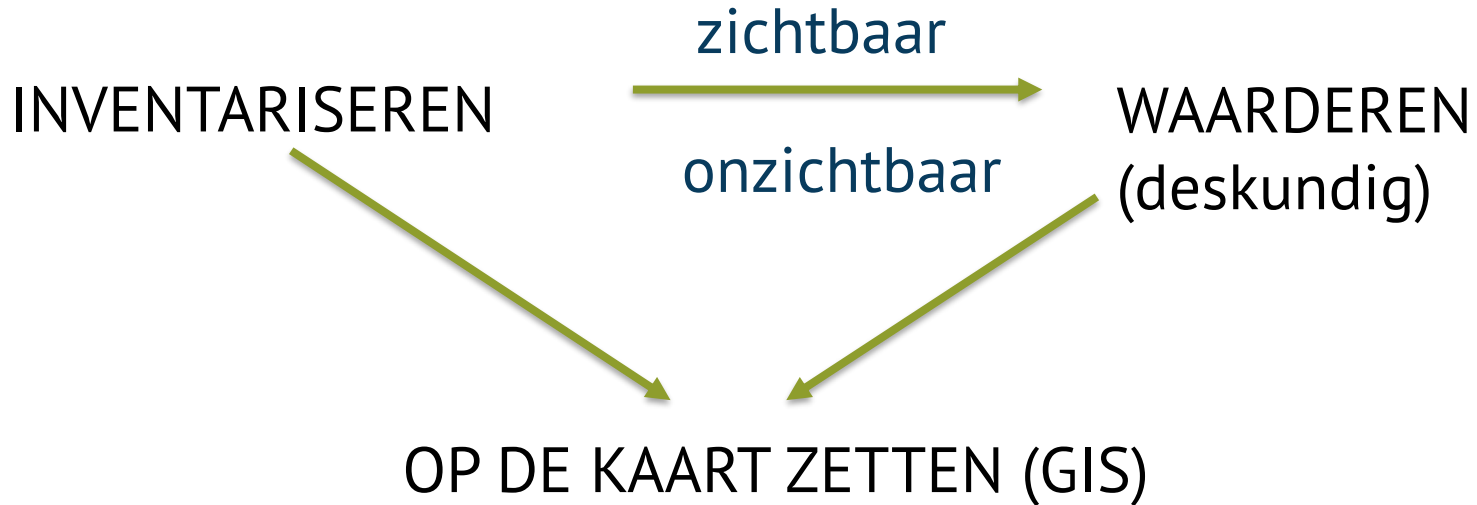 zichtbaar
INVENTARISEREN
WAARDEREN
(deskundig)
onzichtbaar
OP DE KAART ZETTEN (GIS)